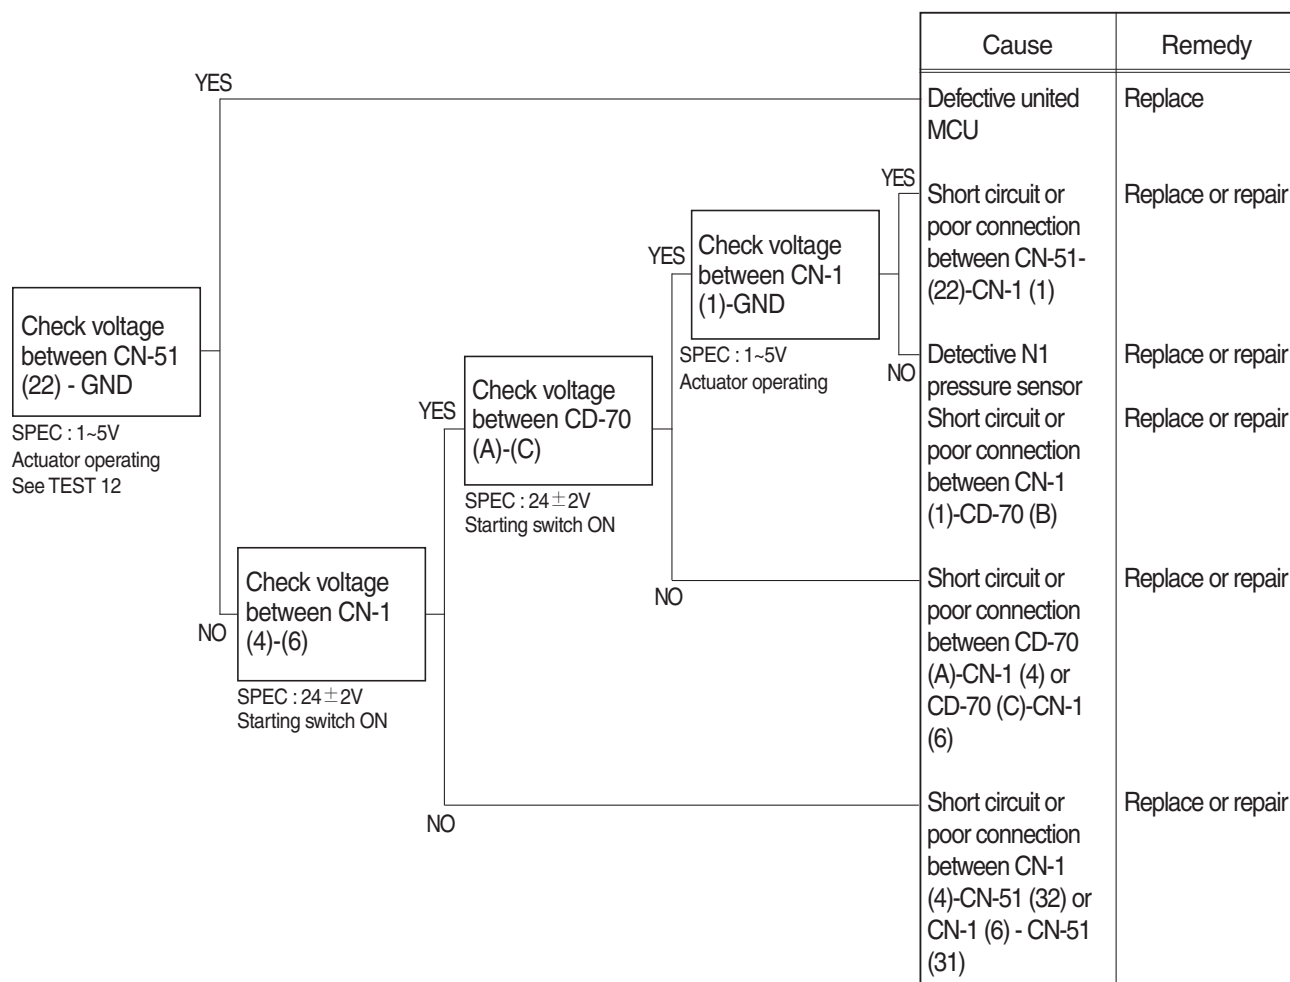 Cause
Remedy
YES
Defective united
MCU
Replace
YES
Short circuit or
poor connection
between CN-51-
(22)-CN-1 (1)
Replace or repair
YES
Check voltage
between CN-1
(1)-GND
SPEC : 1~5V
Actuator operating
NO
Detective N1
pressure sensor
Replace or repair
Short circuit or
poor connection
between CN-1
(1)-CD-70 (B)
Replace or repair
Check voltage
between CN-51
(22) - GND
SPEC : 1~5V
Actuator operating
See TEST 12
YES
Check voltage
between CD-70
(A)-(C)
SPEC : 24±2V
Starting switch ON
NO
Short circuit or
poor connection
between CD-70
(A)-CN-1 (4) or
CD-70 (C)-CN-1
(6)
Replace or repair
NO
Check voltage
between CN-1
(4)-(6)
SPEC : 24±2V
Starting switch ON
NO
Short circuit or
poor connection
between CN-1
(4)-CN-51 (32) or
CN-1 (6) - CN-51
(31)
Replace or repair